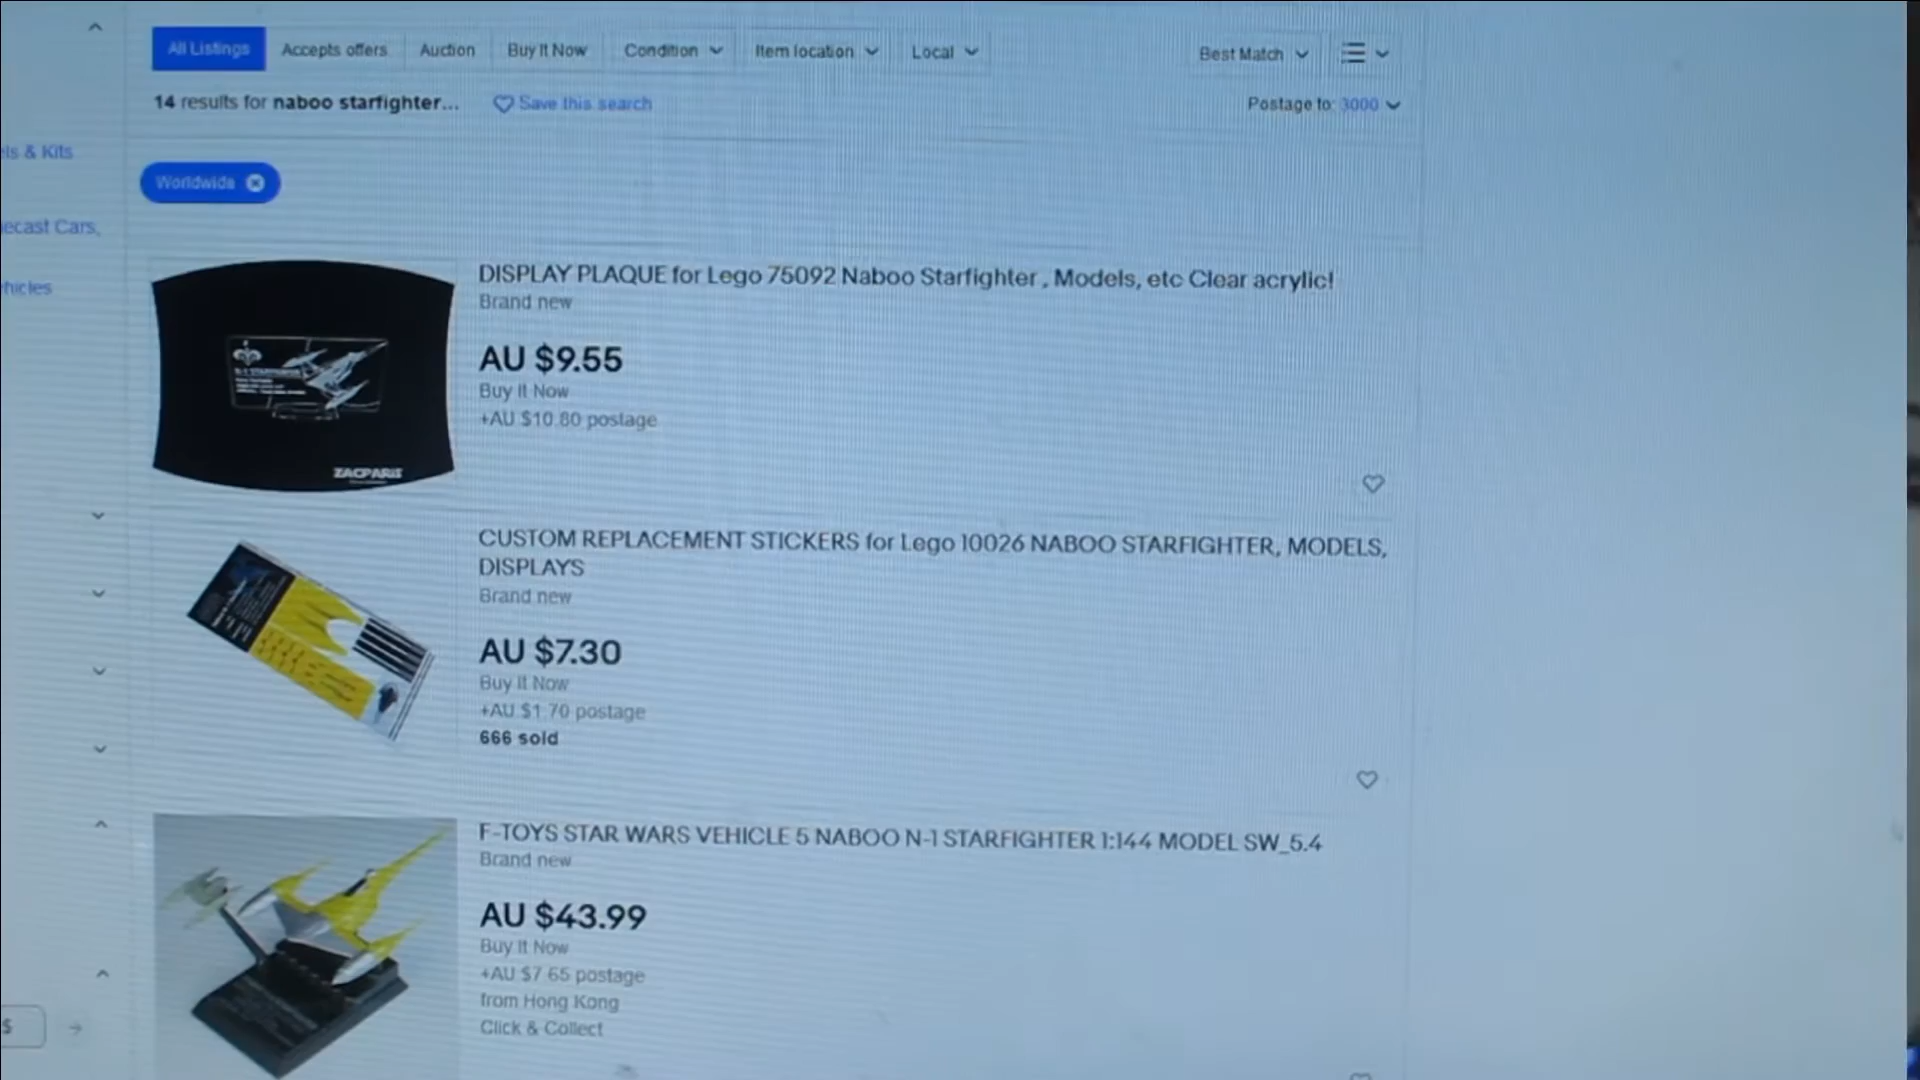 All Listings Accepts offers Auction Buy It Now Condition Item location Local Best Match
14 results for naboo starfighter... Save this search Postage to: 3000
els & Kits
Worldwide
iecast Cars,
ehicles
DISPLAY PLAQUE for Lego 75092 Naboo Starfighter , Models, etc Clear acrylic!
Brand new
AU $9.55
Buy It Now
+AU $10.80 postage
ZACPARIS
CUSTOM REPLACEMENT STICKERS for Lego 10026 NABOO STARFIGHTER, MODELS,
DISPLAYS
Brand new
AU $7.30
Buy It Now
+AU $1.70 postage
666 sold
F-TOYS STAR WARS VEHICLE 5 NABOO N-1 STARFIGHTER 1:144 MODEL SW_5.4
Brand new
AU $43.99
Buy It Now
+AU $7.65 postage
from Hong Kong
Click & Collect
$